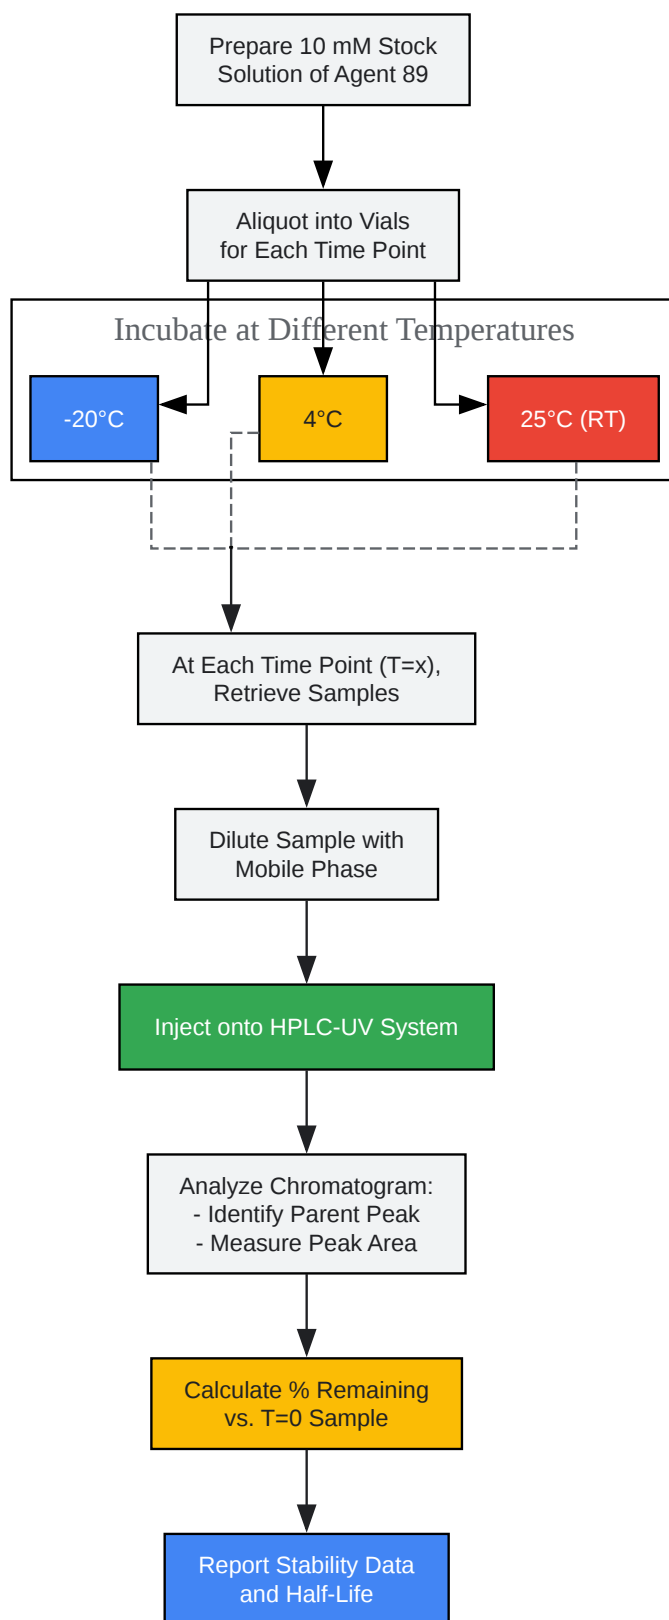 Prepare 10 mM Stock
Solution of Agent 89
Aliquot into Vials
for Each Time Point
Incubate at Different Temperatures
-20°C
4°C
25°C (RT)
At Each Time Point (T=x),
Retrieve Samples
Dilute Sample with
Mobile Phase
Inject onto HPLC-UV System
Analyze Chromatogram:
- Identify Parent Peak
- Measure Peak Area
Calculate % Remaining
vs. T=0 Sample
Report Stability Data
and Half-Life